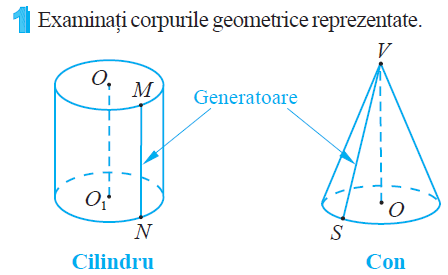 1 Examinați corpurile geometrice reprezentate.
O
M
Generatoare
O₁
N
Cilindru
V
O
S
Con